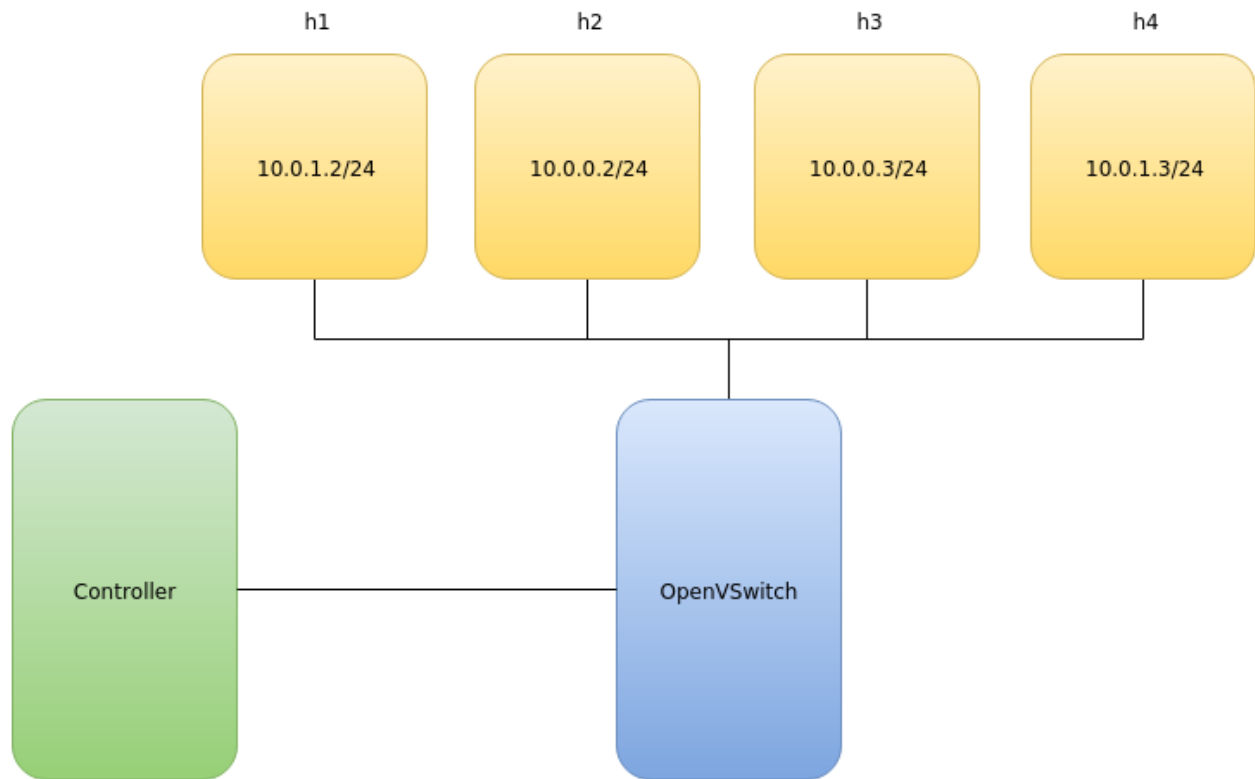 h1
h2
h3
h4
10.0.1.2/24
10.0.0.2/24
10.0.0.3/24
10.0.1.3/24
Controller
OpenVSwitch